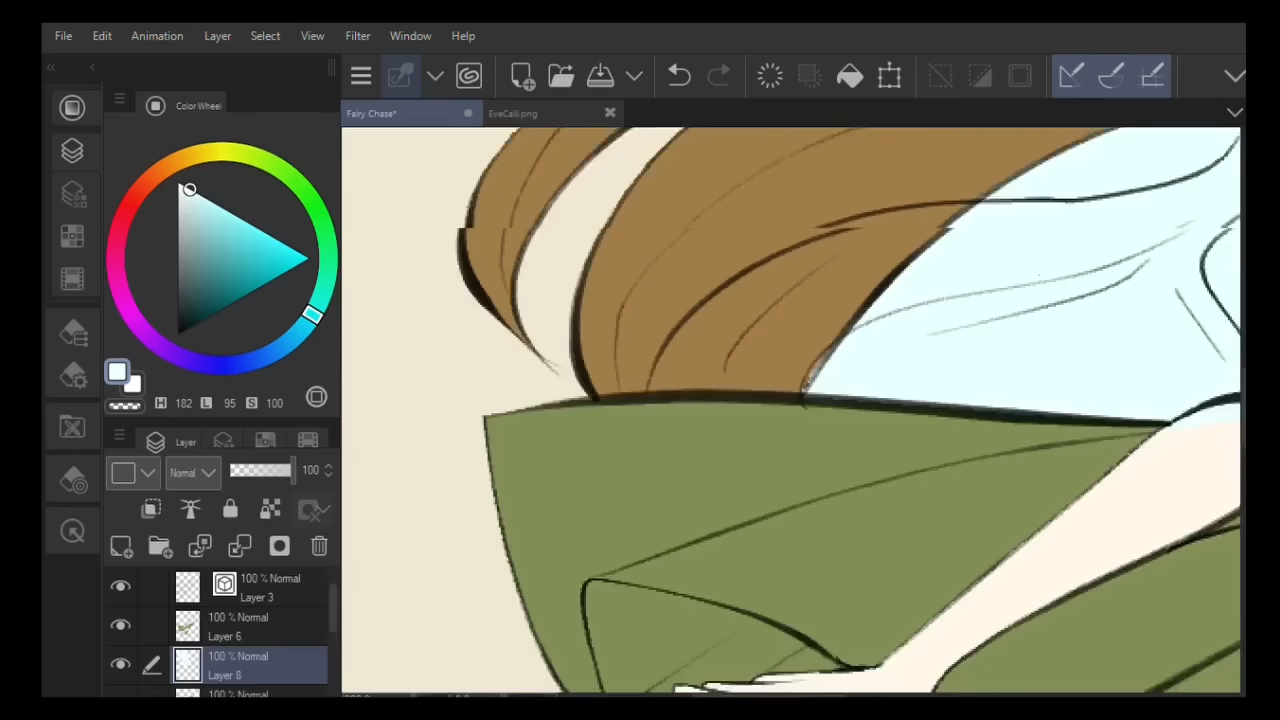 File Edit Animation Layer Select View Filter Window Help
Color Wheel
Fairy Chase*
EveCalli.png
H 182 L 95 S 100
Layer
Normal
100
100 % Normal
Layer 3
100 % Normal
Layer 6
100 % Normal
Layer 8
100 % Normal